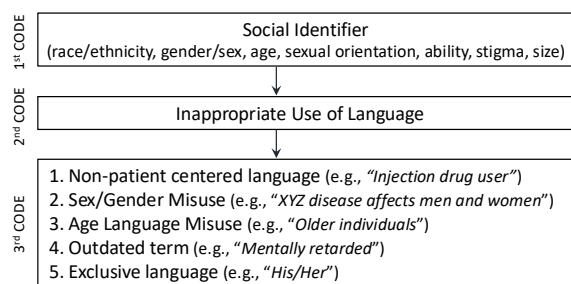 1st CODE
Social Identifier
(race/ethnicity, gender/sex, age, sexual orientation, ability, stigma, size)
2nd CODE
Inappropriate Use of Language
3rd CODE
1. Non-patient centered language (e.g., “Injection drug user”)
2. Sex/Gender Misuse (e.g., “XYZ disease affects men and women”)
3. Age Language Misuse (e.g., “Older individuals”)
4. Outdated term (e.g., “Mentally retarded”)
5. Exclusive language (e.g., “His/Her”)